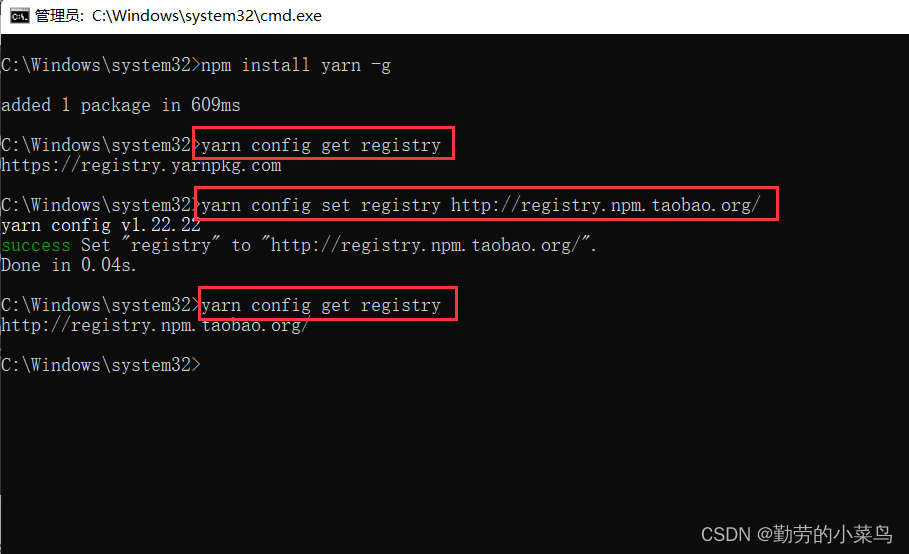 管理员: C:\Windows\system32\cmd.exe
C:\Windows\system32>npm install yarn -g
added 1 package in 609ms
C:\Windows\system32>yarn config get registry
https://registry.yarnpkg.com
C:\Windows\system32>yarn config set registry http://registry.npm.taobao.org/
yarn config v1.22.22
success Set "registry" to "http://registry.npm.taobao.org/".
Done in 0.04s.
C:\Windows\system32>yarn config get registry
http://registry.npm.taobao.org/
C:\Windows\system32>
CSDN @勤劳的小菜鸟